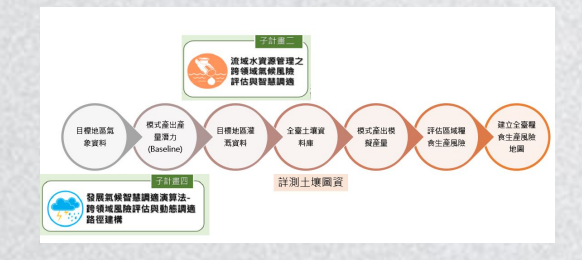 子計畫二
流域水資源管理之
跨領域氣候風險
評估與智慧調適
目標地區氣
象資料
模式產出產
量潛力
(Baseline)
目標地區灌
溉資料
全臺土壤資
料庫
模式產出模
擬產量
評估區域糧
食生產風險
建立全臺糧
食生產風險
地圖
詳測土壤圖資
子計畫四
發展氣候智慧調適演算法-
跨領域風險評估與動態調適
路徑建構